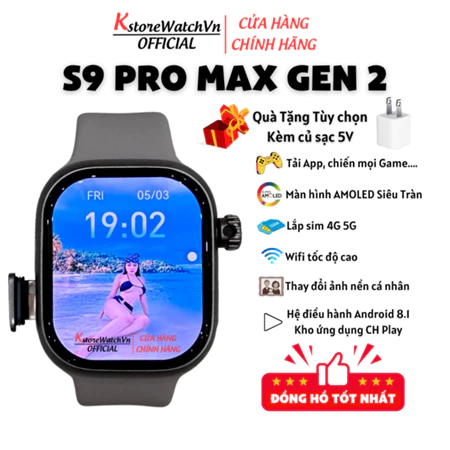 KstoreWatchVn
OFFICIAL
CỬA HÀNG
CHÍNH HÃNG
S9 PRO MAX GEN 2
Quà Tặng Tùy chọn
Kèm củ sạc 5V
Tải App, chiến mọi Game....
AMOLED
Màn hình AMOLED Siêu Tràn
Lắp sim 4G 5G
Wifi tốc độ cao
Thay đổi ảnh nền cá nhân
Hệ điều hành Android 8.1
Kho ứng dụng CH Play
FRI 05/03
19:02
KstoreWatchVn
OFFICIAL
CỬA HÀNG
CHÍNH HÃNG
ĐỒNG HỒ TỐT NHẤT